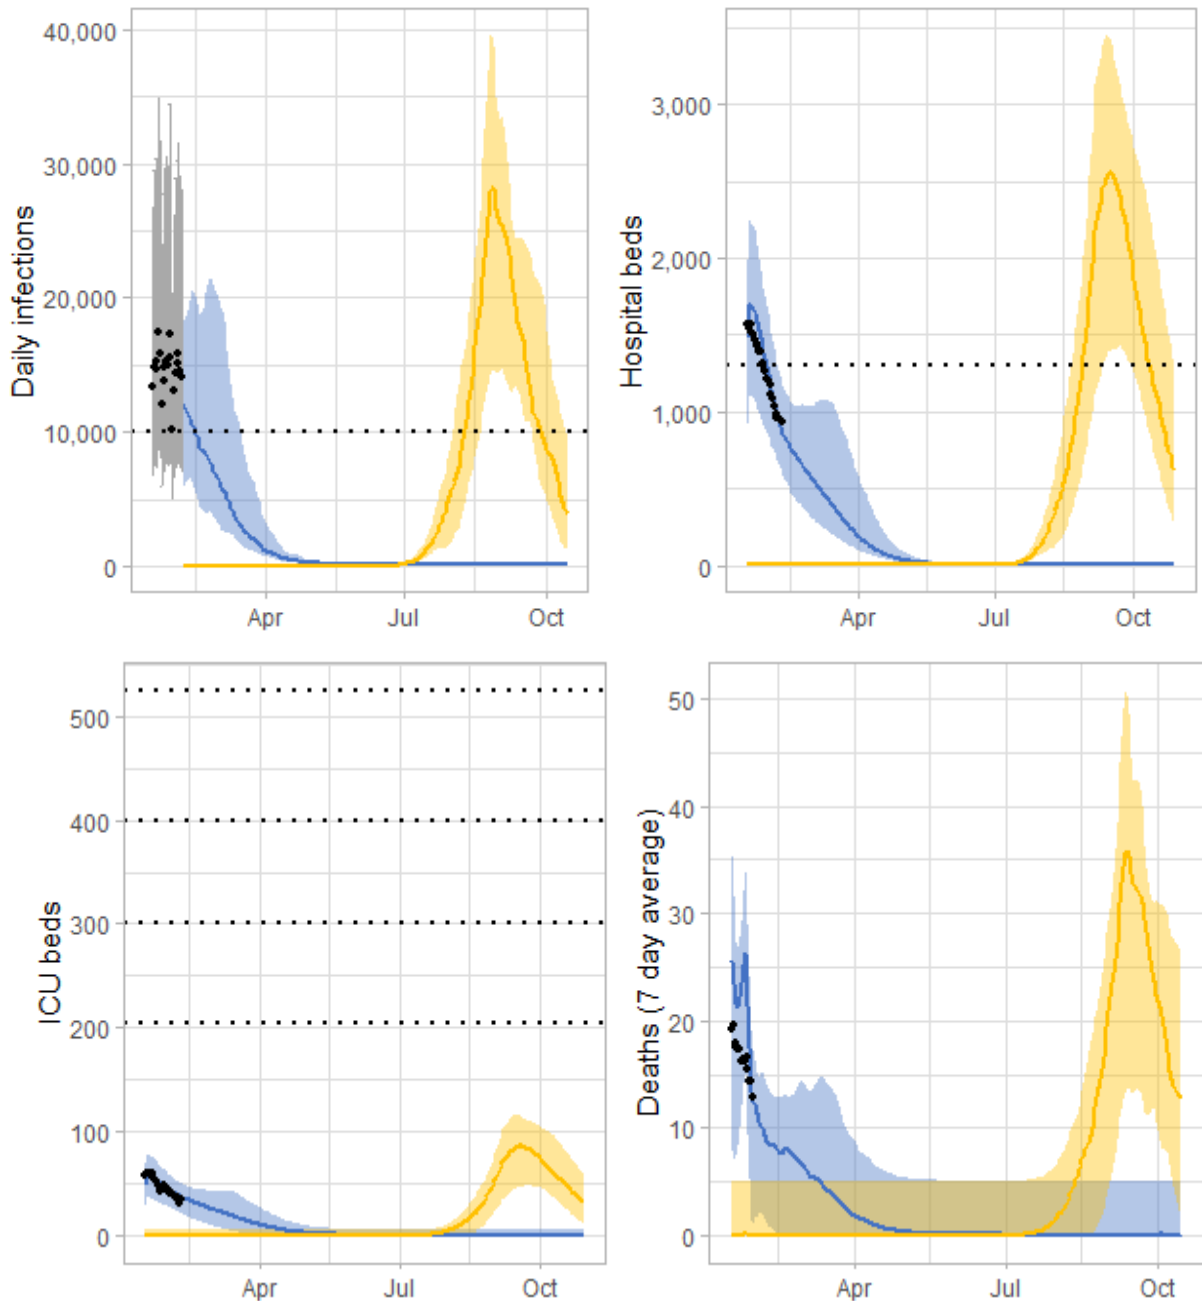 Daily infections
40,000
30,000
20,000
10,000
0
Apr
Jul
Oct
Hospital beds
3,000
2,000
1,000
0
Apr
Jul
Oct
ICU beds
500
400
300
200
100
0
Apr
Jul
Oct
Deaths (7 day average)
50
40
30
20
10
0
Apr
Jul
Oct